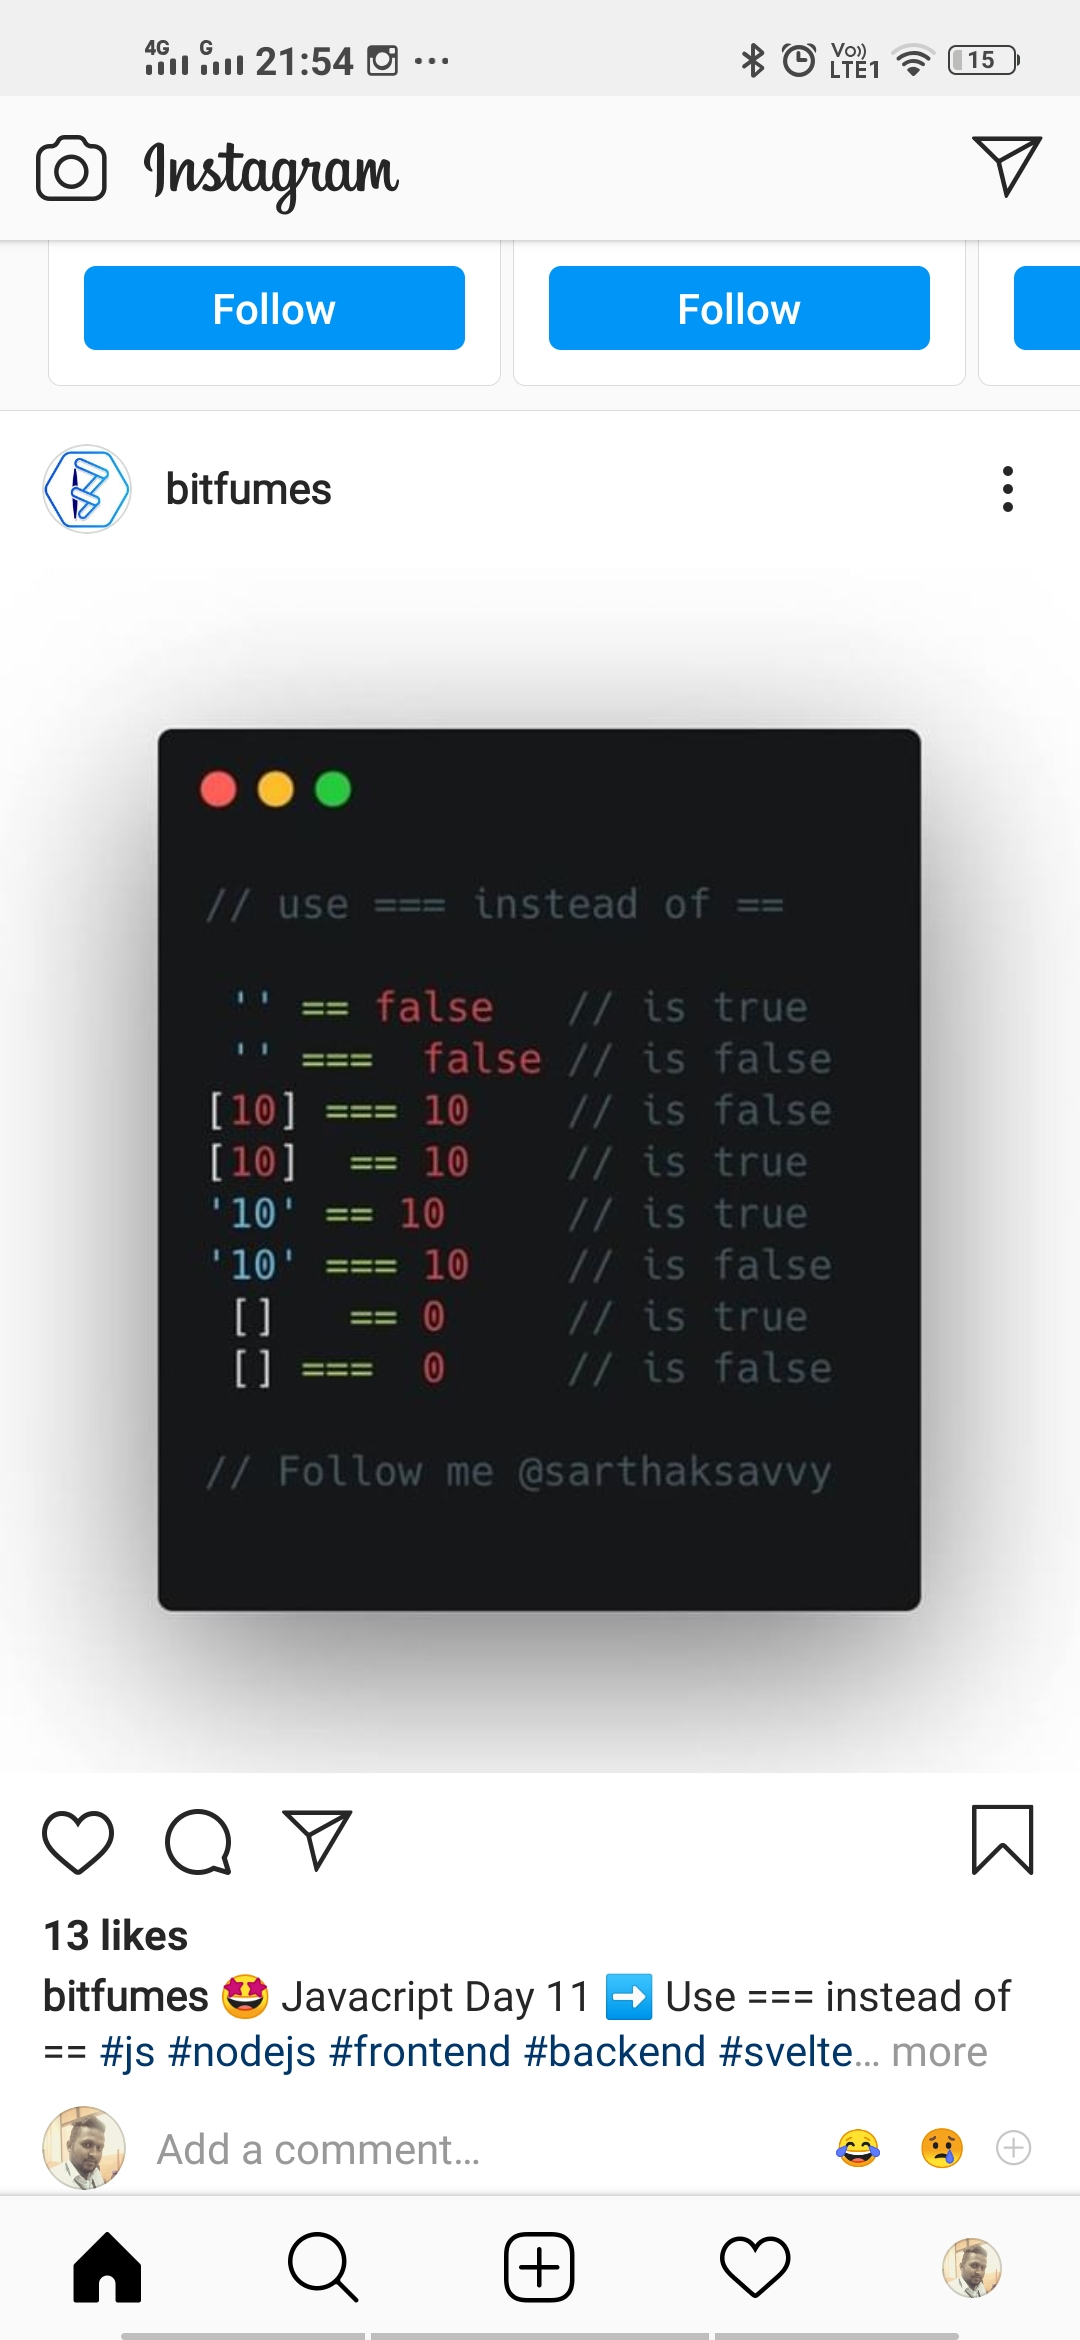 4G G 21:54 ... Vo)) LTE1 15
Instagram
Follow Follow
bitfumes
// use === instead of ==
'' == false // is true
'' === false // is false
[10] === 10 // is false
[10] == 10 // is true
'10' == 10 // is true
'10' === 10 // is false
[] == 0 // is true
[] === 0 // is false
// Follow me @sarthaksavvy
13 likes
bitfumes 🤩 Javacript Day 11 ➡️ Use === instead of
== #js #nodejs #frontend #backend #svelte... more
Add a comment... 😂 😢